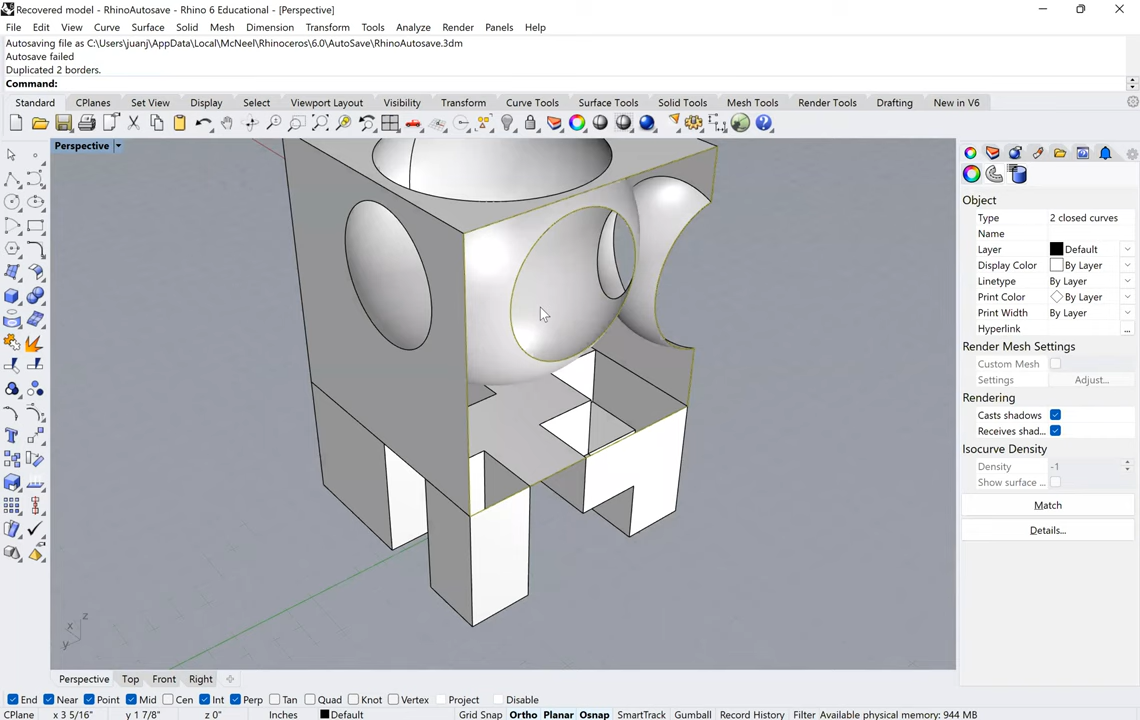 Recovered model - RhinoAutosave - Rhino 6 Educational - [Perspective]
File Edit View Curve Surface Solid Mesh Dimension Transform Tools Analyze Render Panels Help
Autosaving file as C:\Users\juanj\AppData\Local\McNeel\Rhinoceros\6.0\AutoSave\RhinoAutosave.3dm
Autosave failed
Duplicated 2 borders.
Command:
Standard CPlanes Set View Display Select Viewport Layout Visibility Transform Curve Tools Surface Tools Solid Tools Mesh Tools Render Tools Drafting New in V6
Perspective
Object
Type 2 closed curves
Name
Layer Default
Display Color By Layer
Linetype By Layer
Print Color By Layer
Print Width By Layer
Hyperlink ...
Render Mesh Settings
Custom Mesh
Settings Adjust...
Rendering
Casts shadows
Receives shad...
Isocurve Density
Density -1
Show surface ...
Match
Details...
z
x
y
Perspective Top Front Right
End Near Point Mid Cen Int Perp Tan Quad Knot Vertex Project Disable
CPlane x 3 5/16" y 1 7/8" z 0" Inches Default Grid Snap Ortho Planar Osnap SmartTrack Gumball Record History Filter Available physical memory: 944 MB